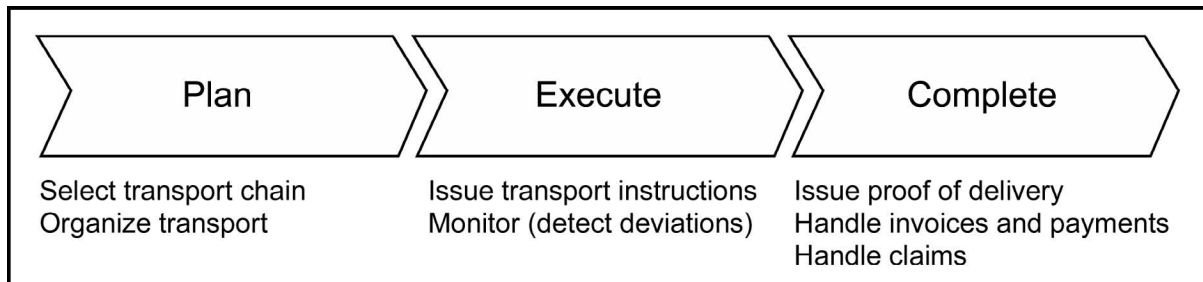 Plan
Execute
Complete
Select transport chain
Organize transport
Issue transport instructions
Monitor (detect deviations)
Issue proof of delivery
Handle invoices and payments
Handle claims